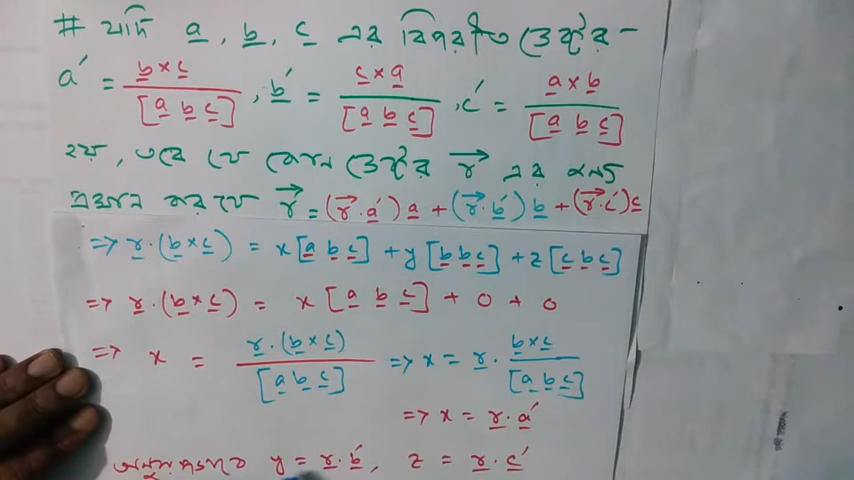 # যদি a̲ , b̲ , c̲ এর বিপরীত ভেক্টর -
a′ = b̲×c̲ / [a̲ b̲ c̲] , b̲′ = c̲×a̲ / [a̲ b̲ c̲] , c′ = a̲×b̲ / [a̲ b̲ c̲]
হয়, তবে যে কোন ভেক্টর r⃗ এর জন্য
প্রমান কর যে r⃗ = (r⃗.a′)a̲ + (r⃗.b′)b̲ + (r⃗.c′)c̲
=> r̲.(b̲×c̲) = x[a̲ b̲ c̲] + y[b̲ b̲ c̲] + z[c̲ b̲ c̲]
=> r̲.(b̲×c̲) = x[a̲ b̲ c̲] + 0 + 0
=> x = r̲.(b̲×c̲) / [a̲ b̲ c̲] => x = r̲. b̲×c̲ / [a̲ b̲ c̲]
=> x = r̲.a̲′
অনুরূপভাবে y = r̲.b̲′, z = r̲.c̲′